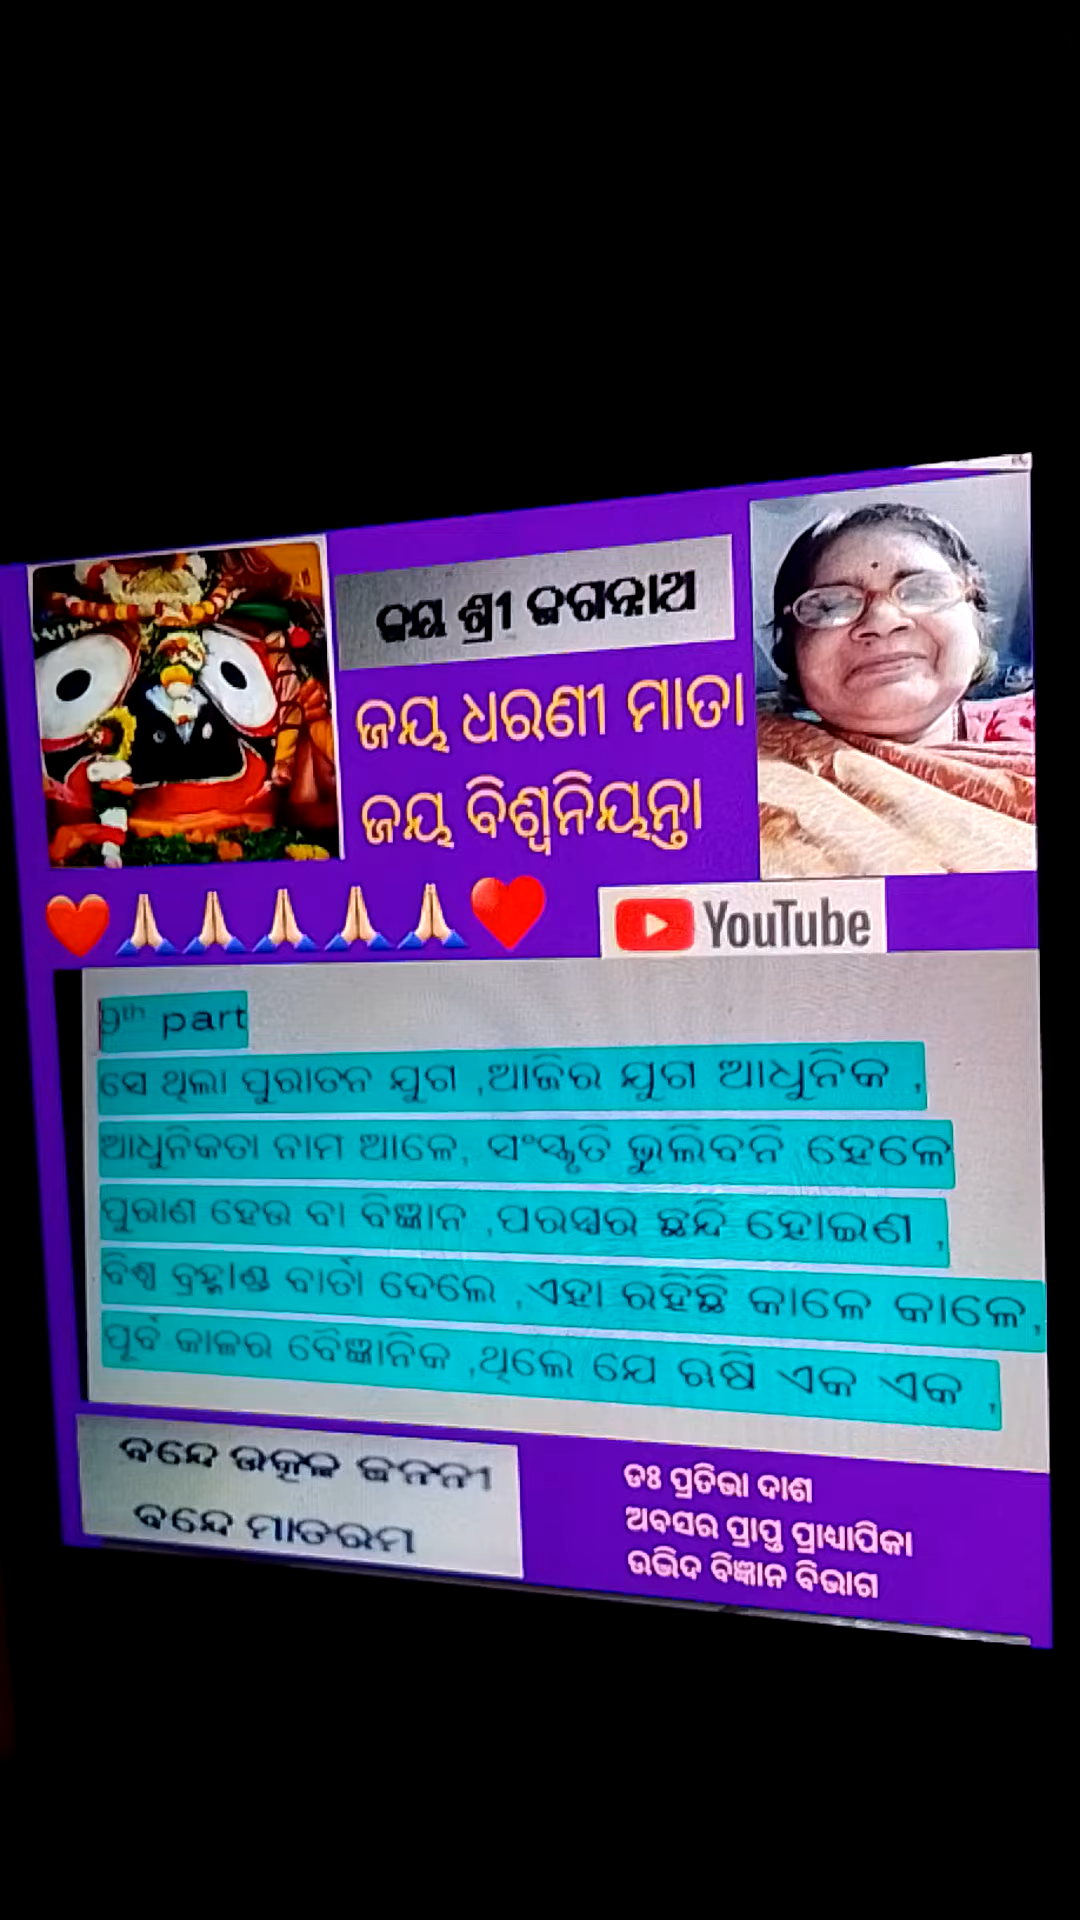 ଜୟ ଶ୍ରୀ ଜଗନ୍ନାଥ
ଜୟ ଧରଣୀ ମାତା
ଜୟ ବିଶ୍ୱନିୟନ୍ତା
YouTube
9th part
ସେ ଥିଲା ପୁରାତନ ଯୁଗ ,ଆଜିର ଯୁଗ ଆଧୁନିକ ,
ଆଧୁନିକତା ନାମ ଆଳେ, ସଂସ୍କୃତି ଭୁଲିବନି ହେଳେ
ପୁରାଣ ହେଉ ବା ବିଜ୍ଞାନ ,ପରସ୍ପର ଛନ୍ଦି ହୋଇଣ ,
ବିଶ୍ୱ ବ୍ରହ୍ମାଣ୍ଡ ବାର୍ତା ଦେଲେ ,ଏହା ରହିଛି କାଳେ କାଳେ,
ପୂର୍ବ କାଳର ବୈଜ୍ଞାନିକ ,ଥିଲେ ଯେ ଋଷି ଏକ ଏକ ,
ବନ୍ଦେ ଉତ୍କଳ ଜନନୀ
ବନ୍ଦେ ମାତରମ
ଡଃ ପ୍ରତିଭା ଦାଶ
ଅବସର ପ୍ରାପ୍ତ ପ୍ରାଧ୍ୟାପିକା
ଉଦ୍ଭିଦ ବିଜ୍ଞାନ ବିଭାଗ